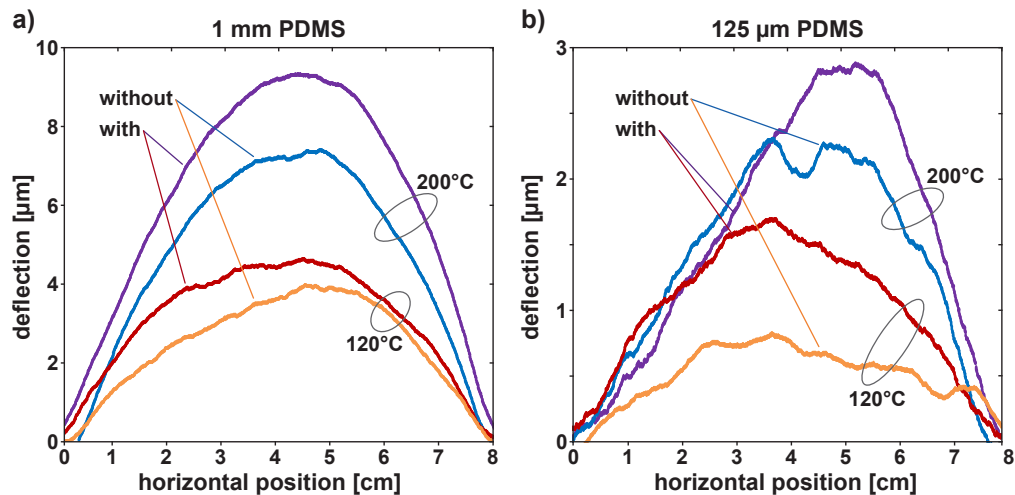 a)
1 mm PDMS
deflection [µm]
10
8
6
4
2
0
without
with
200°C
120°C
0 1 2 3 4 5 6 7 8
horizontal position [cm]
b)
125 µm PDMS
deflection [µm]
3
2
1
0
without
with
200°C
120°C
0 1 2 3 4 5 6 7 8
horizontal position [cm]